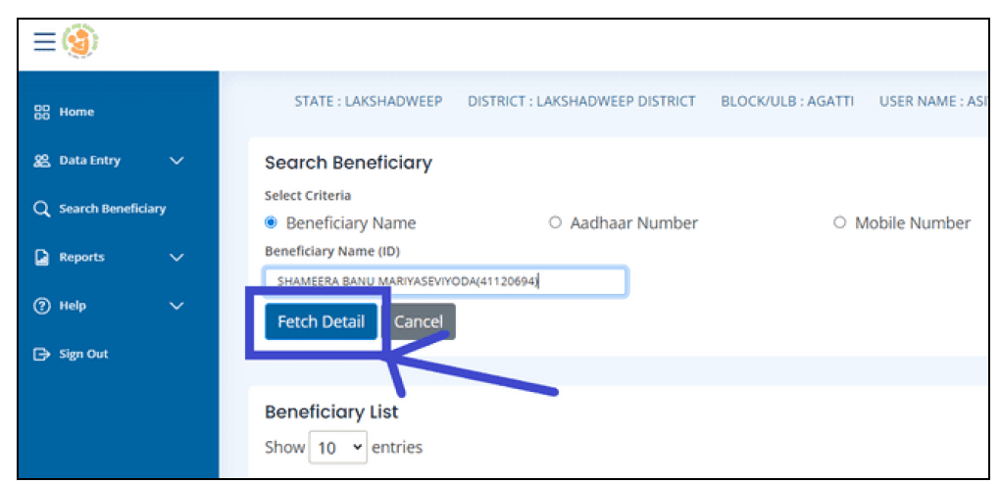 STATE : LAKSHADWEEP DISTRICT : LAKSHADWEEP DISTRICT BLOCK/ULB : AGATTI USER NAME : ASI
Home
Data Entry
Search Beneficiary
Reports
Help
Sign Out
Search Beneficiary
Select Criteria
Beneficiary Name Aadhaar Number Mobile Number
Beneficiary Name (ID)
SHAMEERA BANU MARIYASEVIYODA(41120694)
Fetch Detail Cancel
Beneficiary List
Show 10 entries